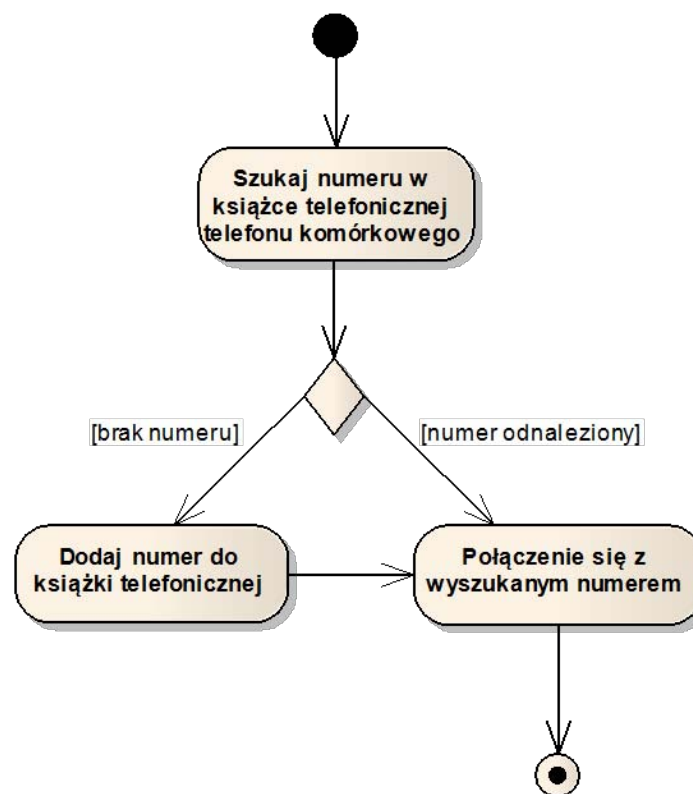 Szukaj numeru w
książce telefonicznej
telefonu komórkowego
[brak numeru]
[numer odnaleziony]
Dodaj numer do
książki telefonicznej
Połączenie się z
wyszukanym numerem